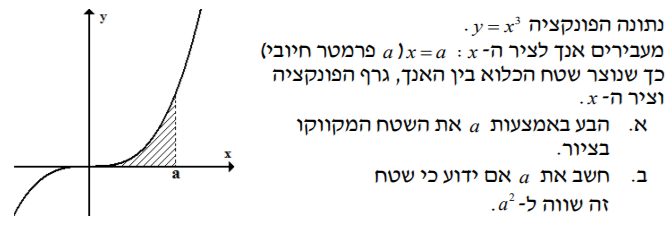 נתונה הפונקציה y = x³ .
מעבירים אנך לציר ה- x : x = a ( a פרמטר חיובי)
כך שנוצר שטח הכלוא בין האנך, גרף הפונקציה
וציר ה- x .
א. הבע באמצעות a את השטח המקווקו
בציור.
ב. חשב את a אם ידוע כי שטח
זה שווה ל- a² .
y
x
a